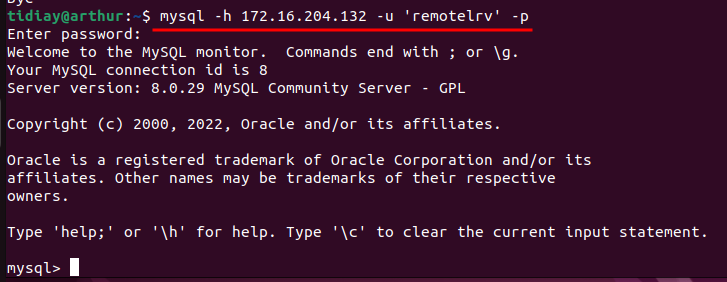 Bye
tidiay@arthur:~$ mysql -h 172.16.204.132 -u 'remotelrv' -p
Enter password:
Welcome to the MySQL monitor.  Commands end with ; or \g.
Your MySQL connection id is 8
Server version: 8.0.29 MySQL Community Server - GPL
Copyright (c) 2000, 2022, Oracle and/or its affiliates.
Oracle is a registered trademark of Oracle Corporation and/or its
affiliates. Other names may be trademarks of their respective
owners.
Type 'help;' or '\h' for help. Type '\c' to clear the current input statement.
mysql>